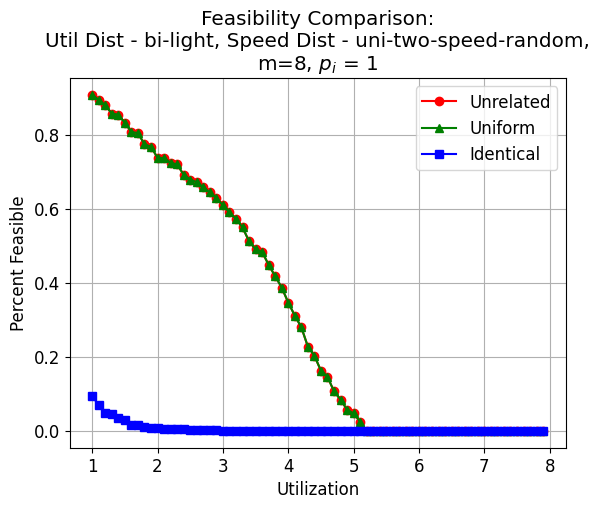 Feasibility Comparison:
Util Dist - bi-light, Speed Dist - uni-two-speed-random,
m=8, $p_i$ = 1
Unrelated
Uniform
Identical
Percent Feasible
0.8
0.6
0.4
0.2
0.0
1 2 3 4 5 6 7 8
Utilization